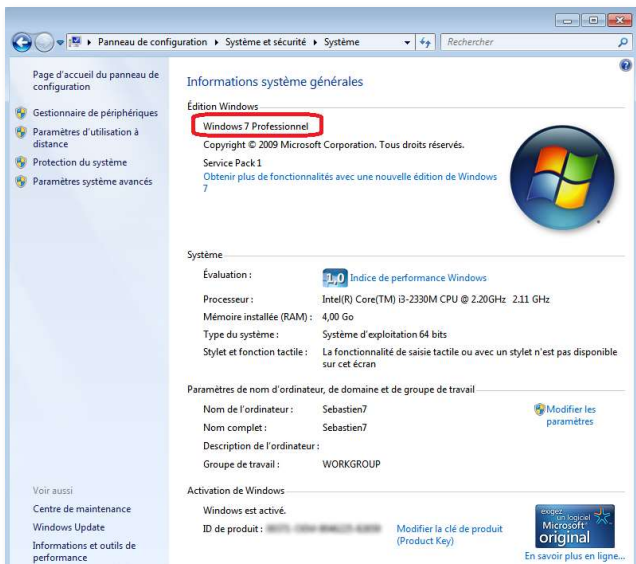 Panneau de configuration ▸ Système et sécurité ▸ Système
Rechercher
Page d'accueil du panneau de
configuration
Gestionnaire de périphériques
Paramètres d'utilisation à
distance
Protection du système
Paramètres système avancés
Informations système générales
Édition Windows
Windows 7 Professionnel
Copyright © 2009 Microsoft Corporation. Tous droits réservés.
Service Pack 1
Obtenir plus de fonctionnalités avec une nouvelle édition de Windows
7
Système
Évaluation :
1,0 Indice de performance Windows
Processeur : Intel(R) Core(TM) i3-2330M CPU @ 2.20GHz 2.11 GHz
Mémoire installée (RAM) : 4,00 Go
Type du système : Système d'exploitation 64 bits
Stylet et fonction tactile : La fonctionnalité de saisie tactile ou avec un stylet n'est pas disponible
sur cet écran
Paramètres de nom d'ordinateur, de domaine et de groupe de travail
Nom de l'ordinateur : Sebastien7
Modifier les
paramètres
Nom complet : Sebastien7
Description de l'ordinateur :
Groupe de travail : WORKGROUP
Activation de Windows
Windows est activé.
ID de produit :
Modifier la clé de produit
(Product Key)
exigez
un logiciel
Microsoft
original
En savoir plus en ligne...
Voir aussi
Centre de maintenance
Windows Update
Informations et outils de
performance